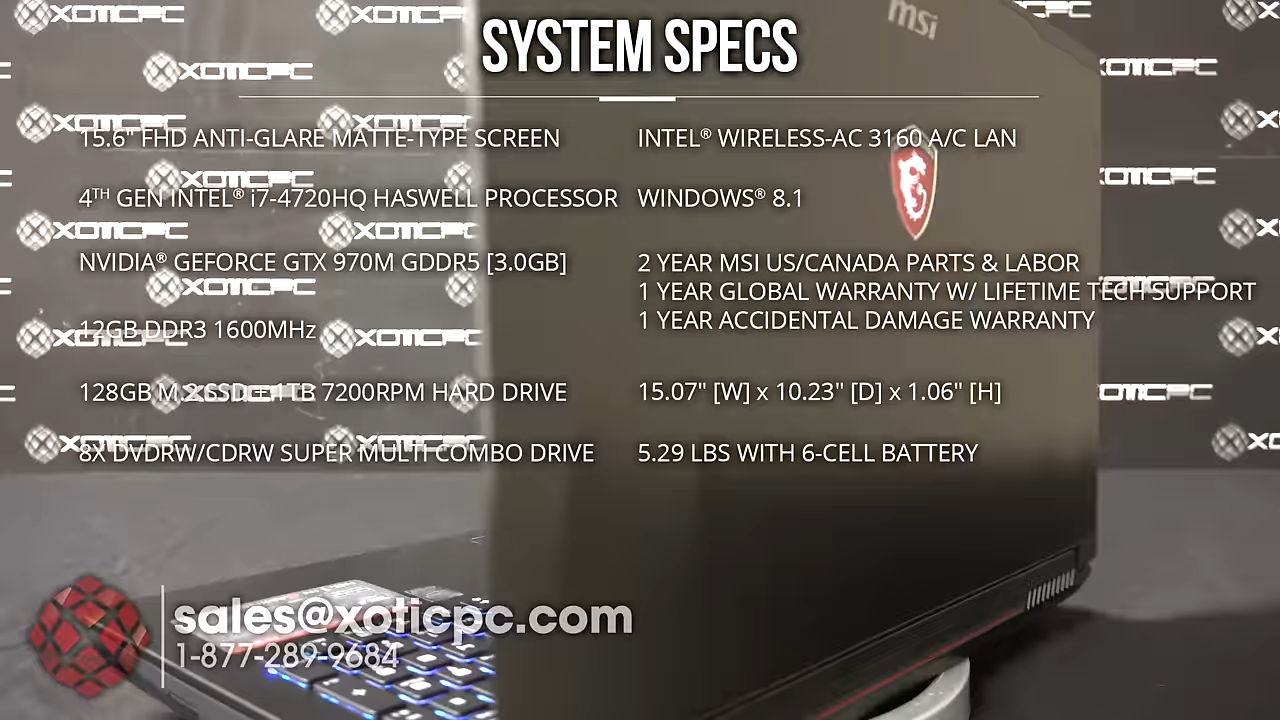 SYSTEM SPECS
msi
15.6" FHD ANTI-GLARE MATTE-TYPE SCREEN
4TH GEN INTEL® i7-4720HQ HASWELL PROCESSOR
NVIDIA® GEFORCE GTX 970M GDDR5 [3.0GB]
12GB DDR3 1600MHz
128GB M.2 SSD + 1TB 7200RPM HARD DRIVE
8X DVDRW/CDRW SUPER MULTI COMBO DRIVE
INTEL® WIRELESS-AC 3160 A/C LAN
WINDOWS® 8.1
2 YEAR MSI US/CANADA PARTS & LABOR
1 YEAR GLOBAL WARRANTY W/ LIFETIME TECH SUPPORT
1 YEAR ACCIDENTAL DAMAGE WARRANTY
15.07" [W] x 10.23" [D] x 1.06" [H]
5.29 LBS WITH 6-CELL BATTERY
XOTICPC
sales@xoticpc.com
1-877-289-9684